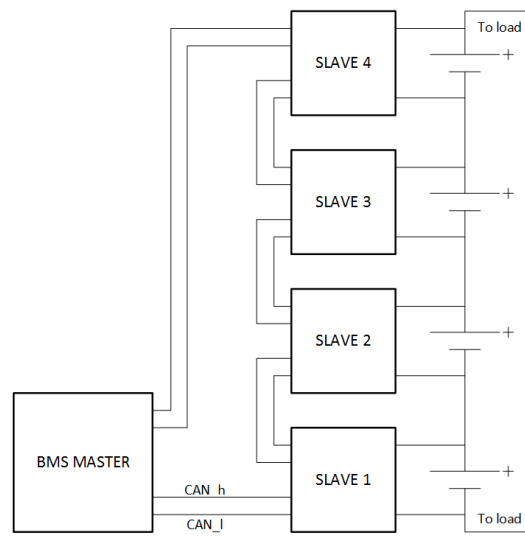 To load
+
SLAVE 4
+
SLAVE 3
+
SLAVE 2
BMS MASTER
+
SLAVE 1
CAN_h
CAN_l
To load